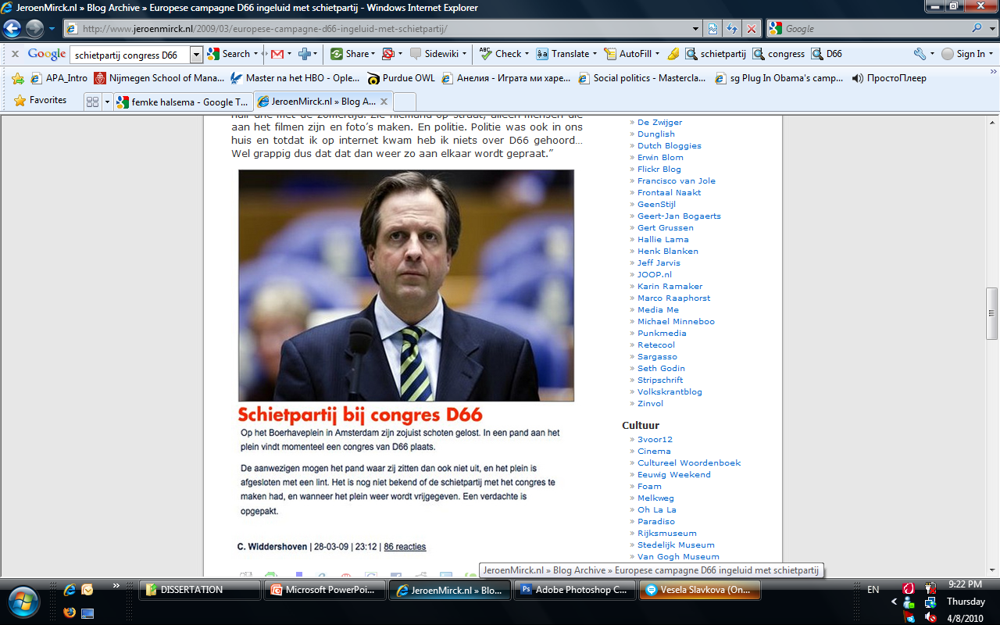 JeroenMirck.nl » Blog Archive » Europese campagne D66 ingeluid met schietpartij - Windows Internet Explorer
http://www.jeroenmirck.nl/2009/03/europese-campagne-d66-ingeluid-met-schietpartij/
Google
x Google schietpartij congress D66 Search Share Sidewiki ABC Check Translate AutoFill schietpartij congress D66 Sign In
APA_Intro Nijmegen School of Mana... Master na het HBO - Ople... Purdue OWL Анелия - Играта ми харе... Social politics - Mastercla... sg Plug In Obama's camp... ПростоПлеер
Favorites femke halsema - Google T... JeroenMirck.nl » Blog A... x
aan het filmen zijn en foto's maken. En politie. Politie was ook in ons
huis en totdat ik op internet kwam heb ik niets over D66 gehoord…
Wel grappig dus dat dat dan weer zo aan elkaar wordt gepraat.”
Schietpartij bij congres D66
Op het Boerhaveplein in Amsterdam zijn zojuist schoten gelost. In een pand aan het
plein vindt momenteel een congres van D66 plaats.
De aanwezigen mogen het pand waar zij zitten dan ook niet uit, en het plein is
afgesloten met een lint. Het is nog niet bekend of de schietpartij met het congres te
maken had, en wanneer het plein weer wordt vrijgegeven. Een verdachte is
opgepakt.
C. Widdershoven | 28-03-09 | 23:12 | 86 reacties
» De Zwijger
» Dunglish
» Dutch Bloggies
» Erwin Blom
» Flickr Blog
» Francisco van Jole
» Frontaal Naakt
» GeenStijl
» Geert-Jan Bogaerts
» Gert Grussen
» Hallie Lama
» Henk Blanken
» Jeff Jarvis
» JOOP.nl
» Karin Ramaker
» Marco Raaphorst
» Media Me
» Michael Minneboo
» Punkmedia
» Retecool
» Sargasso
» Seth Godin
» Stripschrift
» Volkskrantblog
» Zinvol
Cultuur
» 3voor12
» Cinema
» Cultureel Woordenboek
» Eeuwig Weekend
» Foam
» Melkweg
» Oh La La
» Paradiso
» Rijksmuseum
» Stedelijk Museum
» Van Gogh Museum
JeroenMirck.nl » Blog Archive » Europese campagne D66 ingeluid met schietpartij
DISSERTATION Microsoft PowerPoi... JeroenMirck.nl » Blo... Adobe Photoshop C... Vesela Slavkova (On... EN
9:22 PM
Thursday
4/8/2010